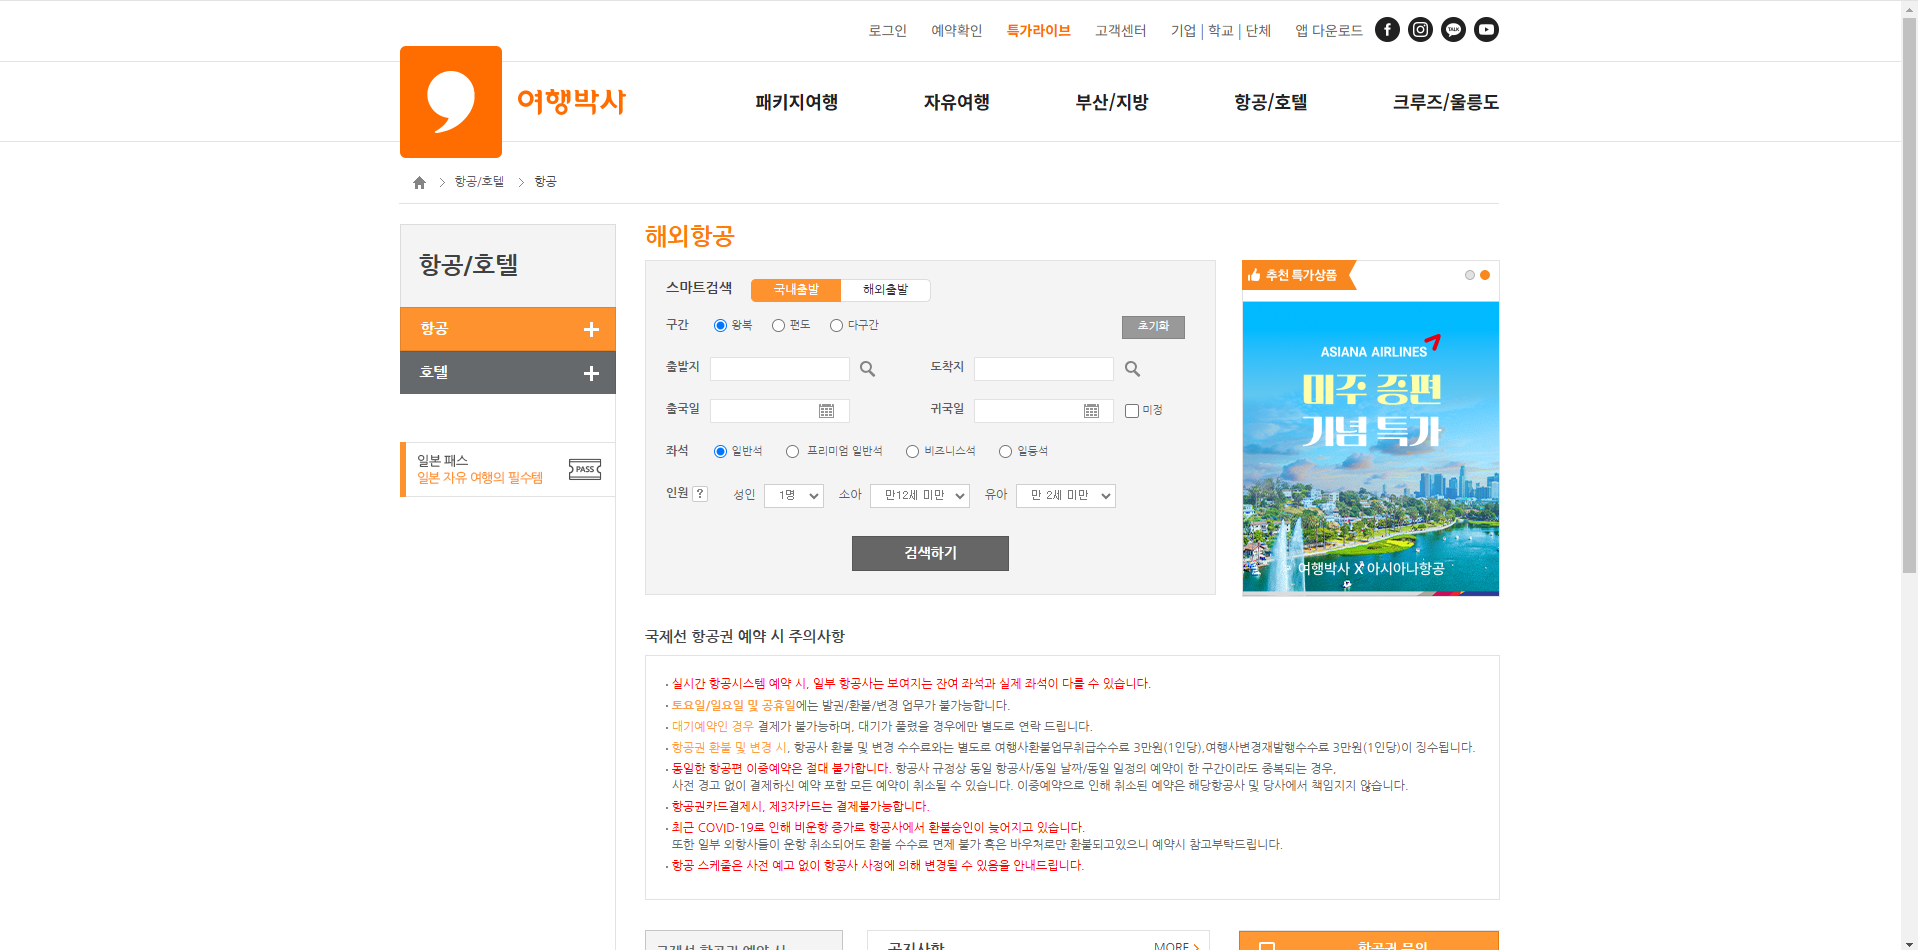 로그인 예약확인 특가라이브 고객센터 기업 | 학교 | 단체 앱 다운로드
TALK
여행박사
패키지여행 자유여행 부산/지방 항공/호텔 크루즈/울릉도
항공/호텔 항공
항공/호텔
항공
호텔
일본 패스
일본 자유 여행의 필수템
PASS
해외항공
스마트검색 국내출발 해외출발
구간 왕복 편도 다구간 초기화
출발지 도착지
출국일 귀국일 미정
좌석 일반석 프리미엄 일반석 비즈니스석 일등석
인원 ? 성인 1명 소아 만12세 미만 유아 만 2세 미만
검색하기
추천 특가상품
ASIANA AIRLINES
미주 증편
기념 특가
여행박사 X 아시아나항공
국제선 항공권 예약 시 주의사항
· 실시간 항공시스템 예약 시, 일부 항공사는 보여지는 잔여 좌석과 실제 좌석이 다를 수 있습니다.
· 토요일/일요일 및 공휴일에는 발권/환불/변경 업무가 불가능합니다.
· 대기예약인 경우 결제가 불가능하며, 대기가 풀렸을 경우에만 별도로 연락 드립니다.
· 항공권 환불 및 변경 시, 항공사 환불 및 변경 수수료와는 별도로 여행사환불업무취급수수료 3만원(1인당),여행사변경재발행수수료 3만원(1인당)이 징수됩니다.
· 동일한 항공편 이중예약은 절대 불가합니다. 항공사 규정상 동일 항공사/동일 날짜/동일 일정의 예약이 한 구간이라도 중복되는 경우,
사전 경고 없이 결제하신 예약 포함 모든 예약이 취소될 수 있습니다. 이중예약으로 인해 취소된 예약은 해당항공사 및 당사에서 책임지지 않습니다.
· 항공권카드결제시, 제3자카드는 결제불가능합니다.
· 최근 COVID-19로 인해 비운항 증가로 항공사에서 환불승인이 늦어지고 있습니다.
또한 일부 외항사들이 운항 취소되어도 환불 수수료 면제 불가 혹은 바우처로만 환불되고있으니 예약시 참고부탁드립니다.
· 항공 스케줄은 사전 예고 없이 항공사 사정에 의해 변경될 수 있음을 안내드립니다.
국제선 항공권 예약 시
공지사항 MORE
항공권 문의